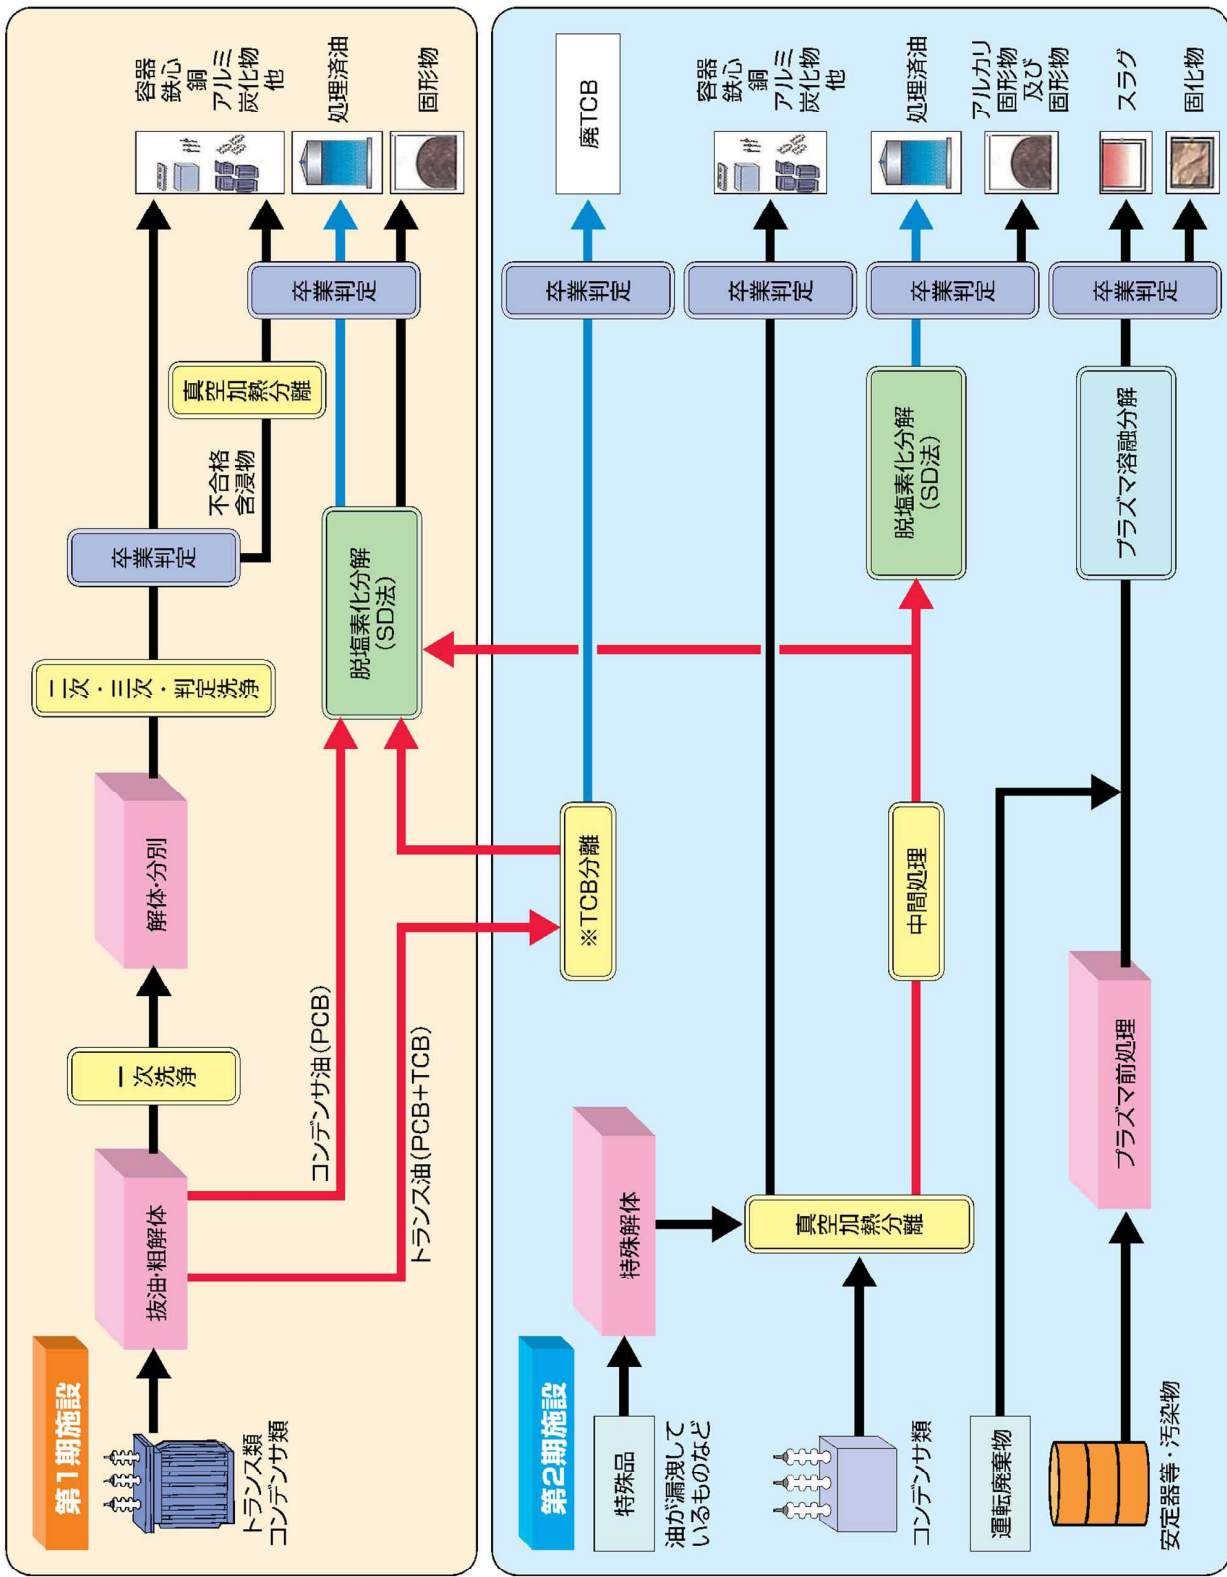 第1期施設
トランス類
コンデンサ類
抜油・粗解体
一次洗浄
解体・分別
二次・三次・判定洗浄
卒業判定
不合格
含浸物
真空加熱分離
コンデンサ油(PCB)
トランス油(PCB+TCB)
脱塩素化分解
(SD法)
卒業判定
容器
鉄心
銅
アルミ
炭化物
他
処理済油
固形物
第2期施設
特殊品
油が漏洩して
いるものなど
特殊解体
コンデンサ類
真空加熱分離
※TCB分離
中間処理
脱塩素化分解
(SD法)
卒業判定
卒業判定
卒業判定
廃TCB
容器
鉄心
銅
アルミ
炭化物
他
処理済油
アルカリ
固形物
及び
固形物
運転廃棄物
安定器等・汚染物
プラズマ前処理
プラズマ溶融分解
卒業判定
スラグ
固化物